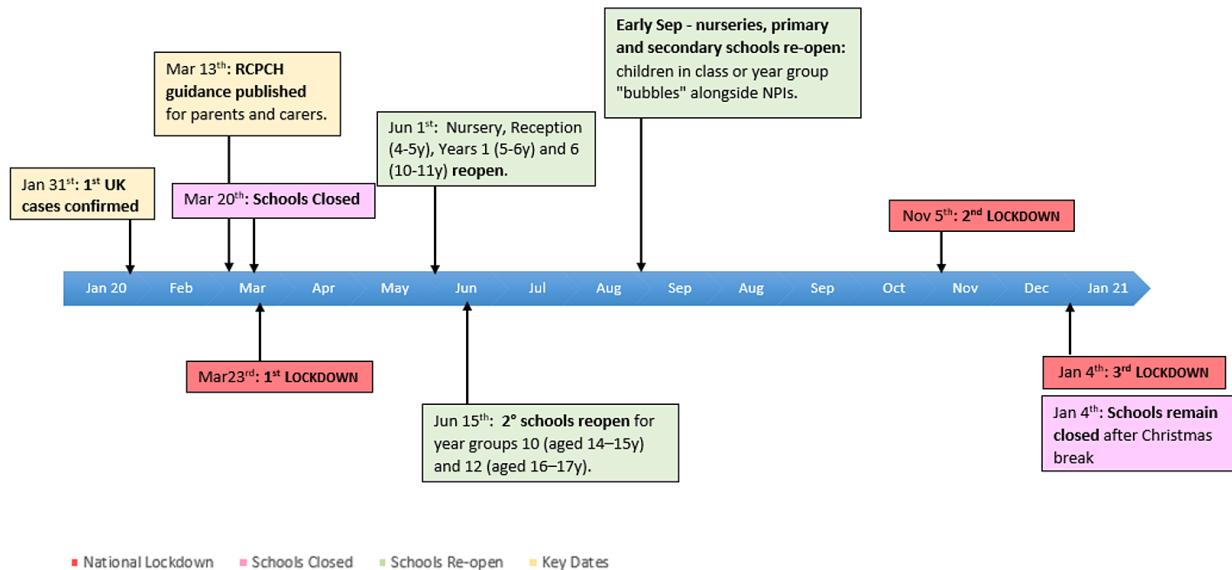 Early Sep - nurseries, primary
and secondary schools re-open:
children in class or year group
"bubbles" alongside NPIs.
Mar 13th: RCPCH
guidance published
for parents and carers.
Jun 1st:  Nursery, Reception
(4-5y), Years 1 (5-6y) and 6
(10-11y) reopen.
Jan 31st: 1st UK
cases confirmed
Mar 20th: Schools Closed
Nov 5th: 2nd LOCKDOWN
Jan 20 Feb Mar Apr May Jun Jul Aug Sep Aug Sep Oct Nov Dec Jan 21
Mar23rd: 1st LOCKDOWN
Jan 4th: 3rd LOCKDOWN
Jun 15th:  2° schools reopen for
year groups 10 (aged 14–15y)
and 12 (aged 16–17y).
Jan 4th: Schools remain
closed after Christmas
break
National Lockdown Schools Closed Schools Re-open Key Dates